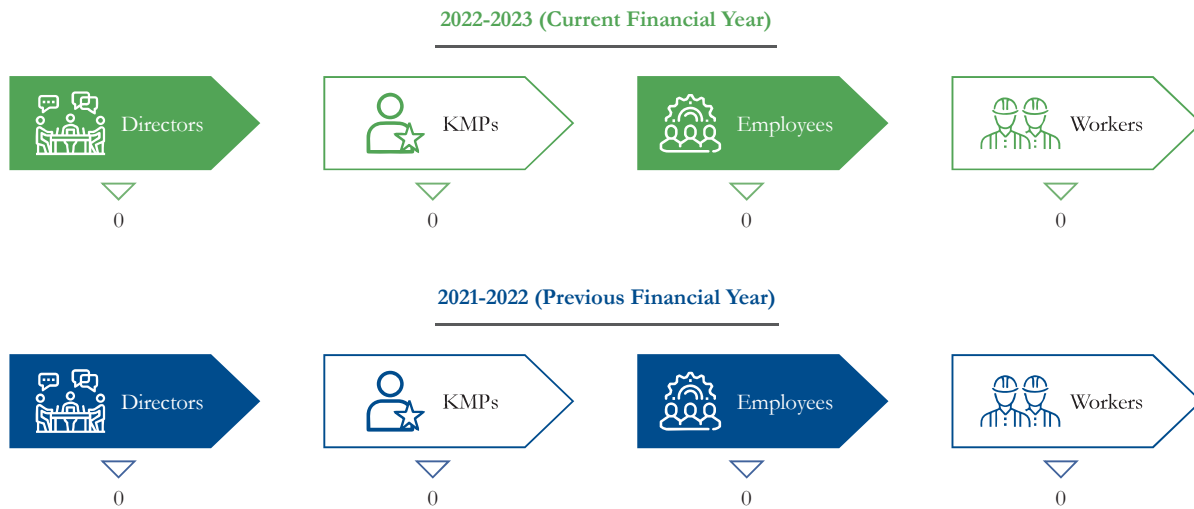 2022-2023 (Current Financial Year)
Directors
KMPs
Employees
Workers
0
0
0
0
2021-2022 (Previous Financial Year)
Directors
KMPs
Employees
Workers
0
0
0
0